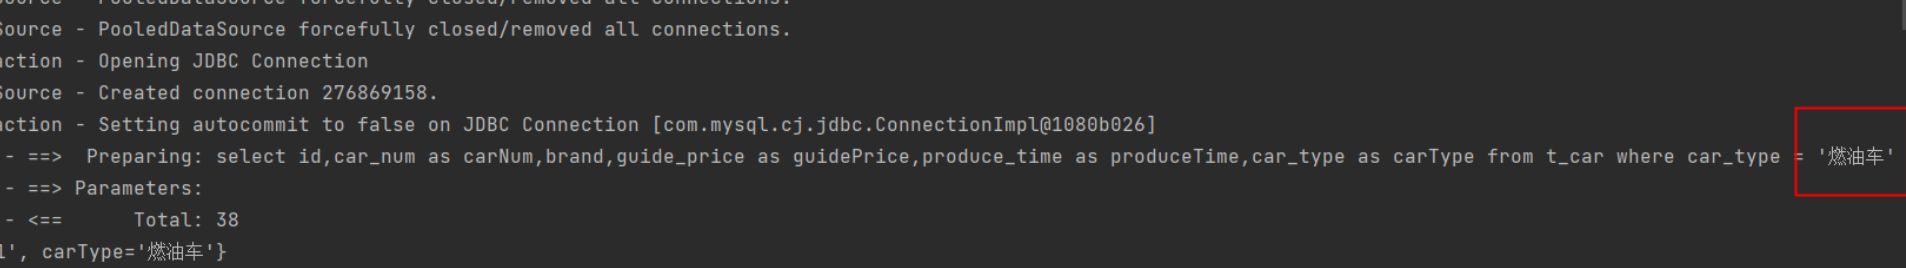 Source - PooledDataSource forcefully closed/removed all connections.
Source - PooledDataSource forcefully closed/removed all connections.
action - Opening JDBC Connection
Source - Created connection 276869158.
action - Setting autocommit to false on JDBC Connection [com.mysql.cj.jdbc.ConnectionImpl@1080b026]
- ==>  Preparing: select id,car_num as carNum,brand,guide_price as guidePrice,produce_time as produceTime,car_type as carType from t_car where car_type = '燃油车'
- ==> Parameters:
- <==      Total: 38
1', carType='燃油车'}